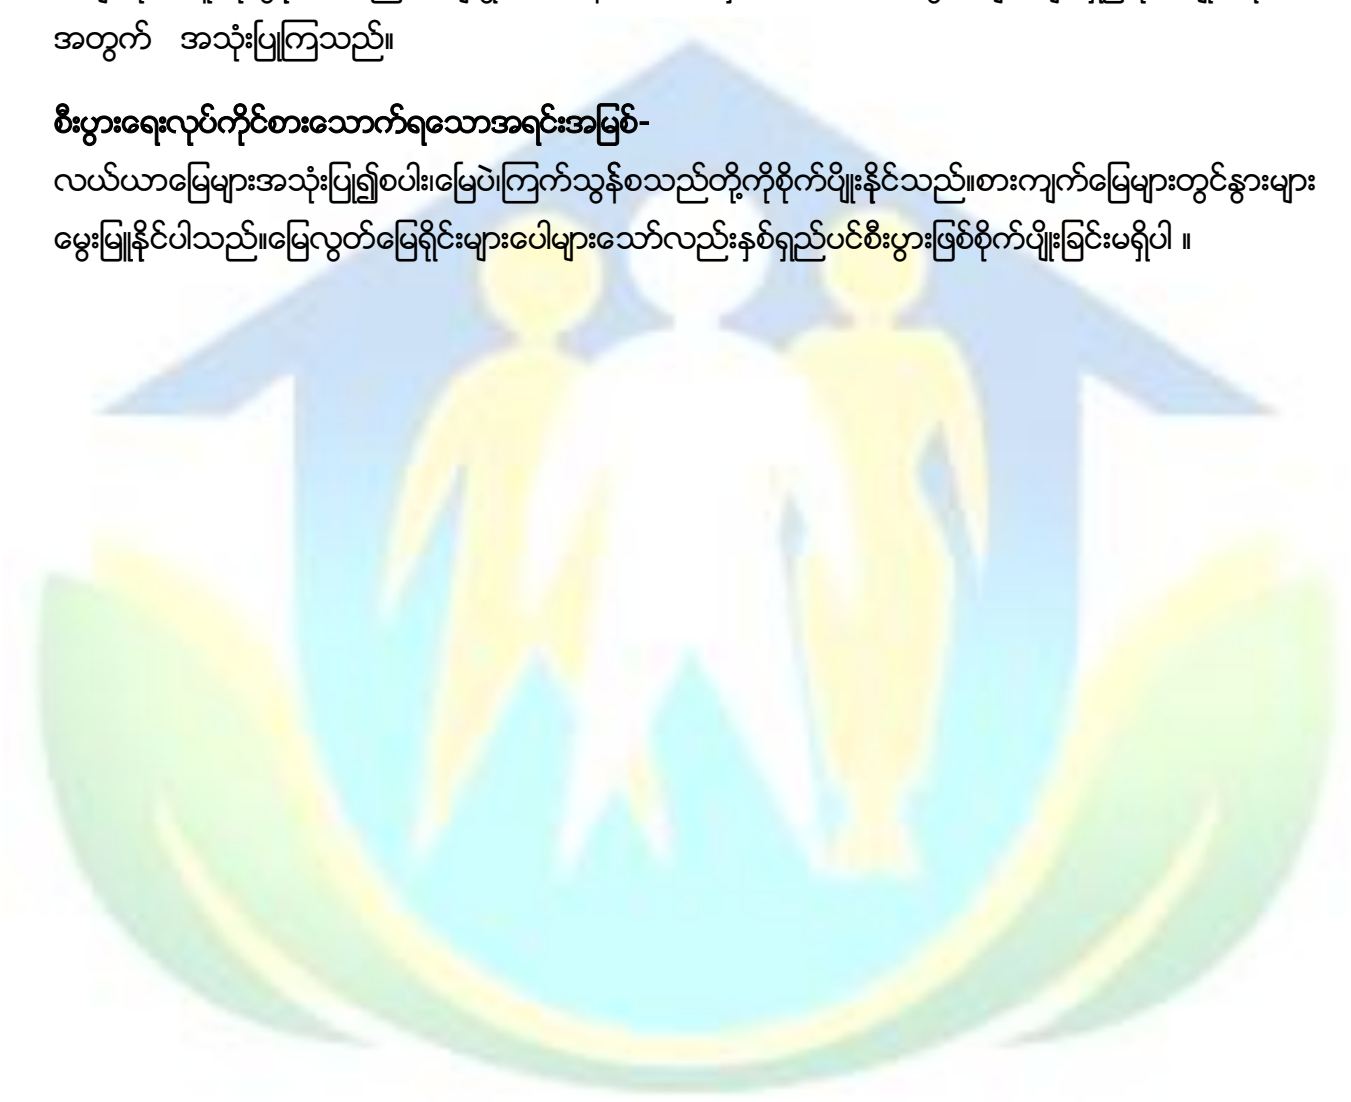 အတွက် အသုံးပြုကြသည်။
စီးပွားရေးလုပ်ကိုင်စားသောက်ရသောအရင်းအမြစ်-
လယ်ယာမြေများအသုံးပြု၍စပါး၊မြေပဲ၊ကြက်သွန်စသည်တို့ကိုစိုက်ပျိုးနိုင်သည်။စားကျက်မြေများတွင်နွားများ
မွေးမြူနိုင်ပါသည်။မြေလွတ်မြေရိုင်းများပေါများသော်လည်းနှစ်ရှည်ပင်စီးပွားဖြစ်စိုက်ပျိုးခြင်းမရှိပါ ။